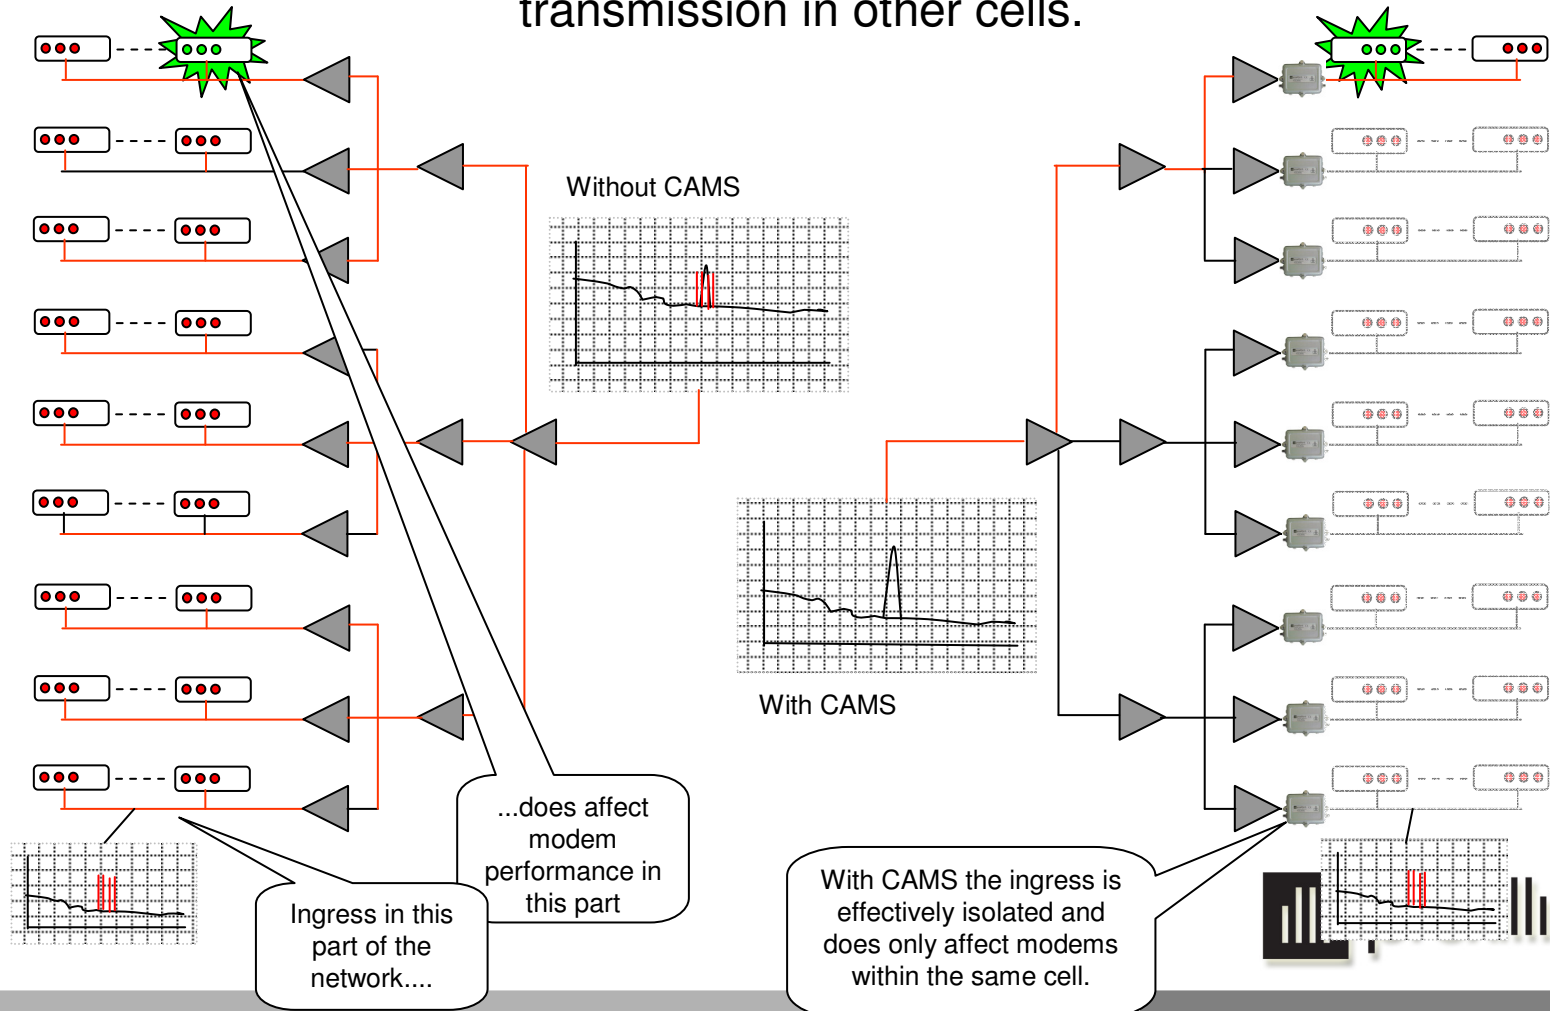 transmission in other cells.
Without CAMS
With CAMS
...does affect
modem
performance in
this part
Ingress in this
part of the
network....
With CAMS the ingress is
effectively isolated and
does only affect modems
within the same cell.